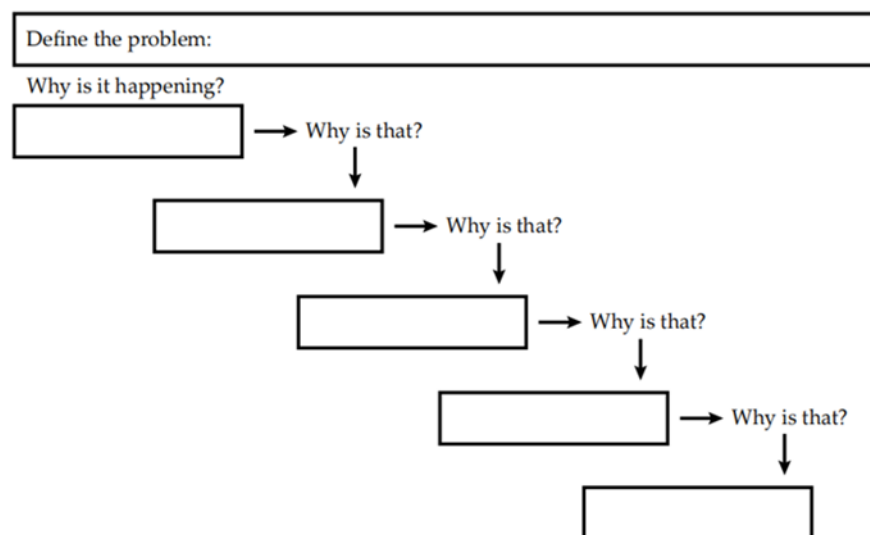 Define the problem:
Why is it happening?
Why is that?
Why is that?
Why is that?
Why is that?